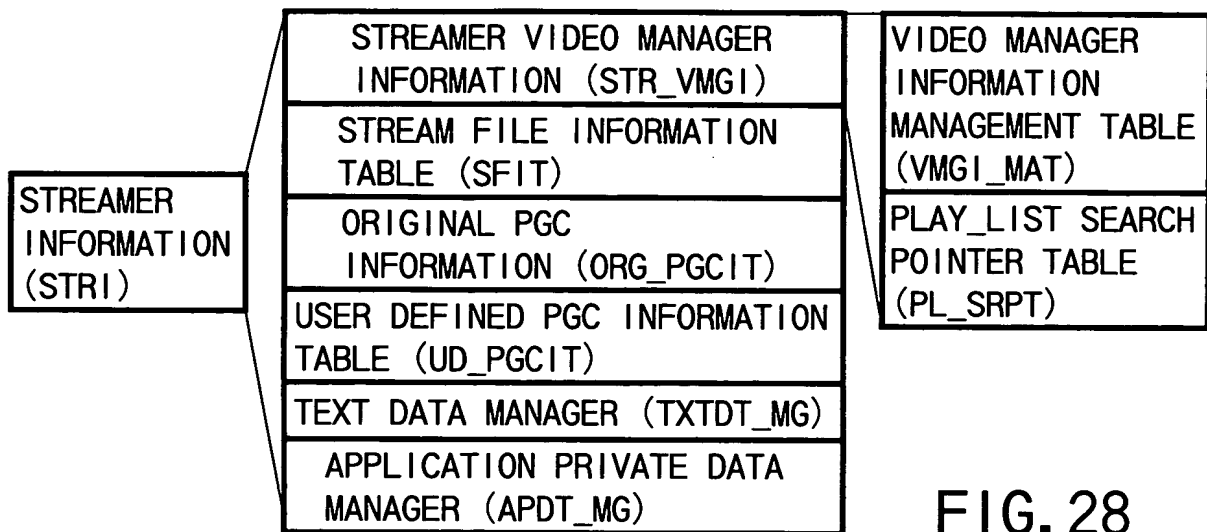 STREAMER
INFORMATION
(STRI)
STREAMER VIDEO MANAGER
INFORMATION (STR_VMGI)
STREAM FILE INFORMATION
TABLE (SFIT)
ORIGINAL PGC
INFORMATION (ORG_PGCIT)
USER DEFINED PGC INFORMATION
TABLE (UD_PGCIT)
TEXT DATA MANAGER (TXTDT_MG)
APPLICATION PRIVATE DATA
MANAGER (APDT_MG)
VIDEO MANAGER
INFORMATION
MANAGEMENT TABLE
(VMGI_MAT)
PLAY_LIST SEARCH
POINTER TABLE
(PL_SRPT)
FIG. 28